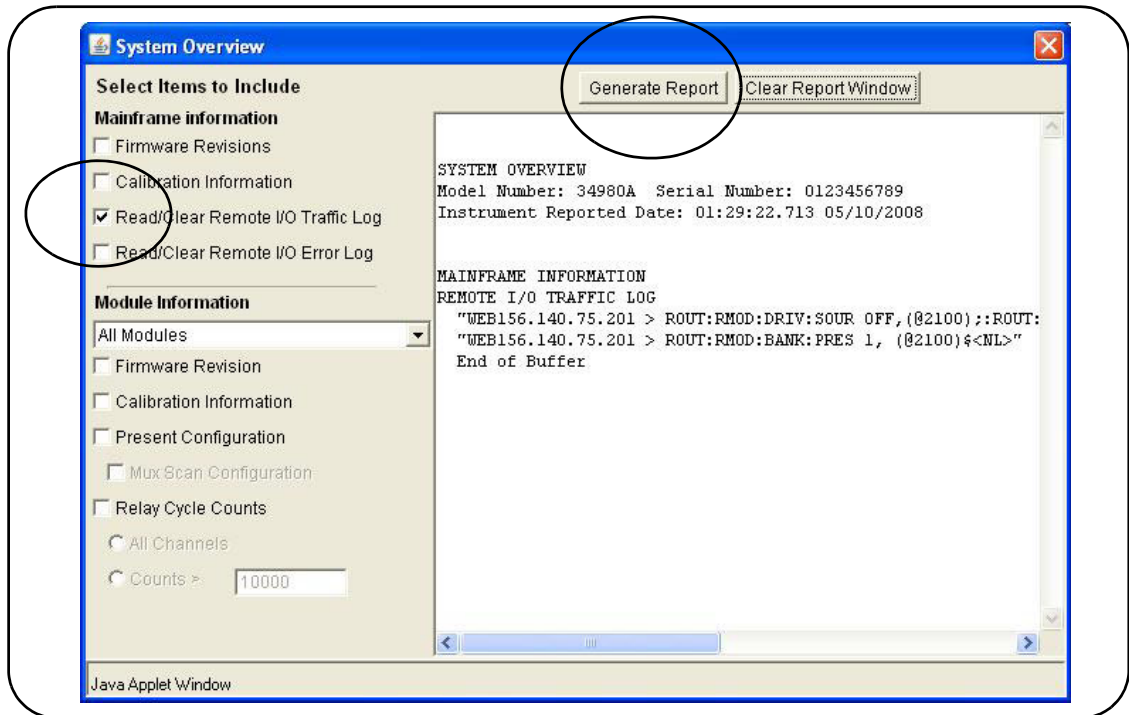 System Overview
Select Items to Include
Generate Report
Clear Report Window
Mainframe information
Firmware Revisions
Calibration Information
Read/Clear Remote I/O Traffic Log
Read/Clear Remote I/O Error Log
Module Information
All Modules
Firmware Revision
Calibration Information
Present Configuration
Mux Scan Configuration
Relay Cycle Counts
All Channels
Counts > 10000
SYSTEM OVERVIEW
Model Number: 34980A  Serial Number: 0123456789
Instrument Reported Date: 01:29:22.713 05/10/2008
MAINFRAME INFORMATION
REMOTE I/O TRAFFIC LOG
"WEB156.140.75.201 > ROUT:RMOD:DRIV:SOUR OFF,(@2100);:ROUT:
"WEB156.140.75.201 > ROUT:RMOD:BANK:PRES 1, (@2100)$<NL>"
End of Buffer
Java Applet Window